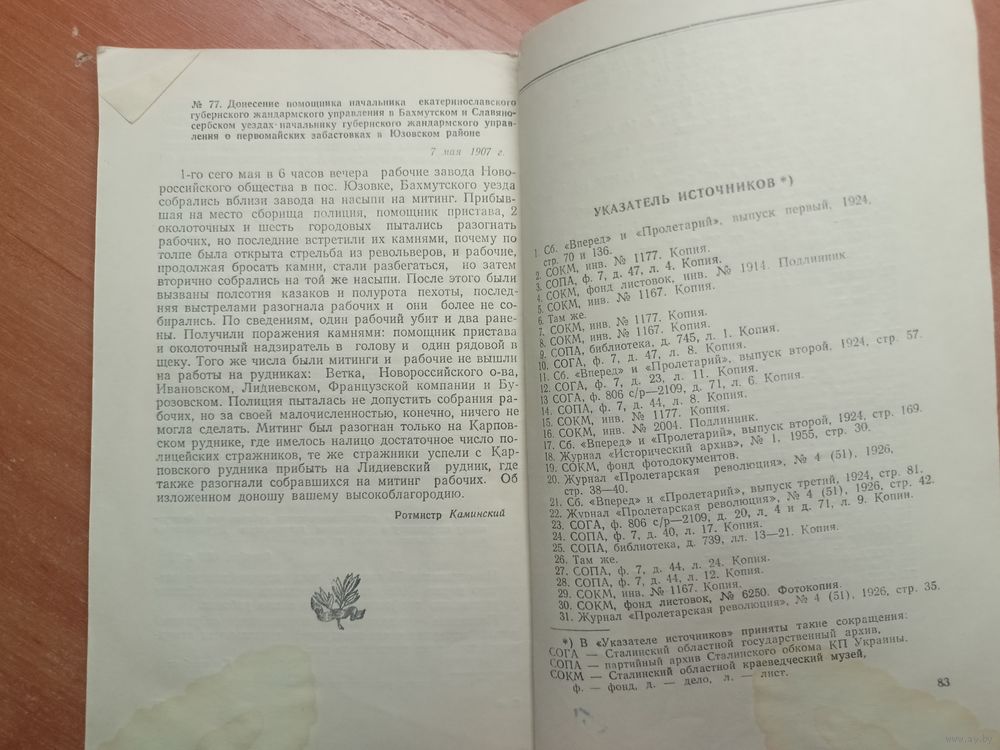 № 77. Донесение помощника начальника екатеринославского
губернского жандармского управления в Бахмутском и Славяно-
сербском уездах начальнику губернского жандармского управ-
ления о первомайских забастовках в Юзовском районе
7 мая 1907 г.
1-го сего мая в 6 часов вечера рабочие завода Ново-
российского общества в пос. Юзовке, Бахмутского уезда
собрались вблизи завода на насыпи на митинг. Прибыв-
шая на место сборища полиция, помощник пристава, 2
околоточных и шесть городовых пытались разогнать
рабочих, но последние встретили их камнями, почему по
толпе была открыта стрельба из револьверов, и рабочие,
продолжая бросать камни, стали разбегаться, но затем
вторично собрались на той же насыпи. После этого были
вызваны полсотня казаков и полурота пехоты, послед-
няя выстрелами разогнала рабочих и они более не со-
бирались. По сведениям, один рабочий убит и два ране-
ны. Получили поражения камнями: помощник пристава
и околоточный надзиратель в голову и один рядовой в
щеку. Того же числа были митинги и рабочие не вышли
на работы на рудниках: Ветка, Новороссийского о-ва,
Ивановском, Лидиевском, Французской компании и Бу-
розовском. Полиция пыталась не допустить собрания ра-
бочих, но за своей малочисленностью, конечно, ничего не
могла сделать. Митинг был разогнан только на Карпов-
ском руднике, где имелось налицо достаточное число по-
лицейских стражников, те же стражники успели с Кар-
повского рудника прибыть на Лидиевский рудник, где
также разогнали собравшихся на митинг рабочих. Об
изложенном доношу вашему высокоблагородию.
Ротмистр Каминский
УКАЗАТЕЛЬ ИСТОЧНИКОВ *)
1. Сб. «Вперед» и «Пролетарий», выпуск первый, 1924,
стр. 70 и 136.
2. СОКМ, инв. № 1177. Копия.
3. СОПА, ф. 7, д. 47, л. 4. Копия.
4. СОКМ, фонд листовок, инв. № 1914. Подлинник.
5. СОКМ, инв. № 1167. Копия.
6. Там же.
7. СОКМ, инв. № 1177. Копия.
8. СОКМ, инв. № 1167. Копия.
9. СОПА, библиотека, д. 745, л. 1. Копия.
10. СОГА, ф. 7, д. 47, л. 8. Копия.
11. Сб. «Вперед» и «Пролетарий», выпуск второй. 1924, стр. 57.
12. СОГА, ф. 7, д. 23, л. 11. Копия.
13 СОГА, ф. 806 с/р—2109, д. 71, л. 6. Копия.
14. СОПА, ф. 7, д. 44, л. 8. Копия.
15. СОКМ, инв. № 1177. Копия.
16. СОКМ, инв. № 2004. Подлинник.
17. Сб. «Вперед» и «Пролетарий», выпуск второй, 1924, стр. 169.
18. Журнал «Исторический архив», № 1, 1955, стр. 30.
19. СОКМ, фонд фотодокументов.
20. Журнал «Пролетарская революция», № 4 (51), 1926,
стр. 38—40.
21. Сб. «Вперед» и «Пролетарий», выпуск третий, 1924, стр. 81.
22. Журнал «Пролетарская революция», № 4 (51), 1926, стр. 42.
23. СОГА, ф. 806 с/р—2109, д. 20, л. 4 и д. 71, л. 9. Копии.
24. СОПА, ф. 7, д. 40, л. 17. Копия.
25. СОПА, библиотека, д. 739, лл. 13—21. Копия.
26. Там же.
27. СОПА, ф. 7, д. 44, л. 24. Копия.
28. СОПА, ф. 7, д. 44, л. 12. Копия.
29. СОКМ, инв. № 1167. Копия.
30. СОКМ, фонд листовок, № 6250. Фотокопия.
31. Журнал «Пролетарская революция», № 4 (51), 1926, стр. 35.
*) В «Указателе источников» приняты такие сокращения:
СОГА — Сталинский областной государственный архив,
СОПА — партийный архив Сталинского обкома КП Украины.
СОКМ — Сталинский областной краеведческий музей,
ф. — фонд, д. — дело, л. — лист.
83
www.ay.by